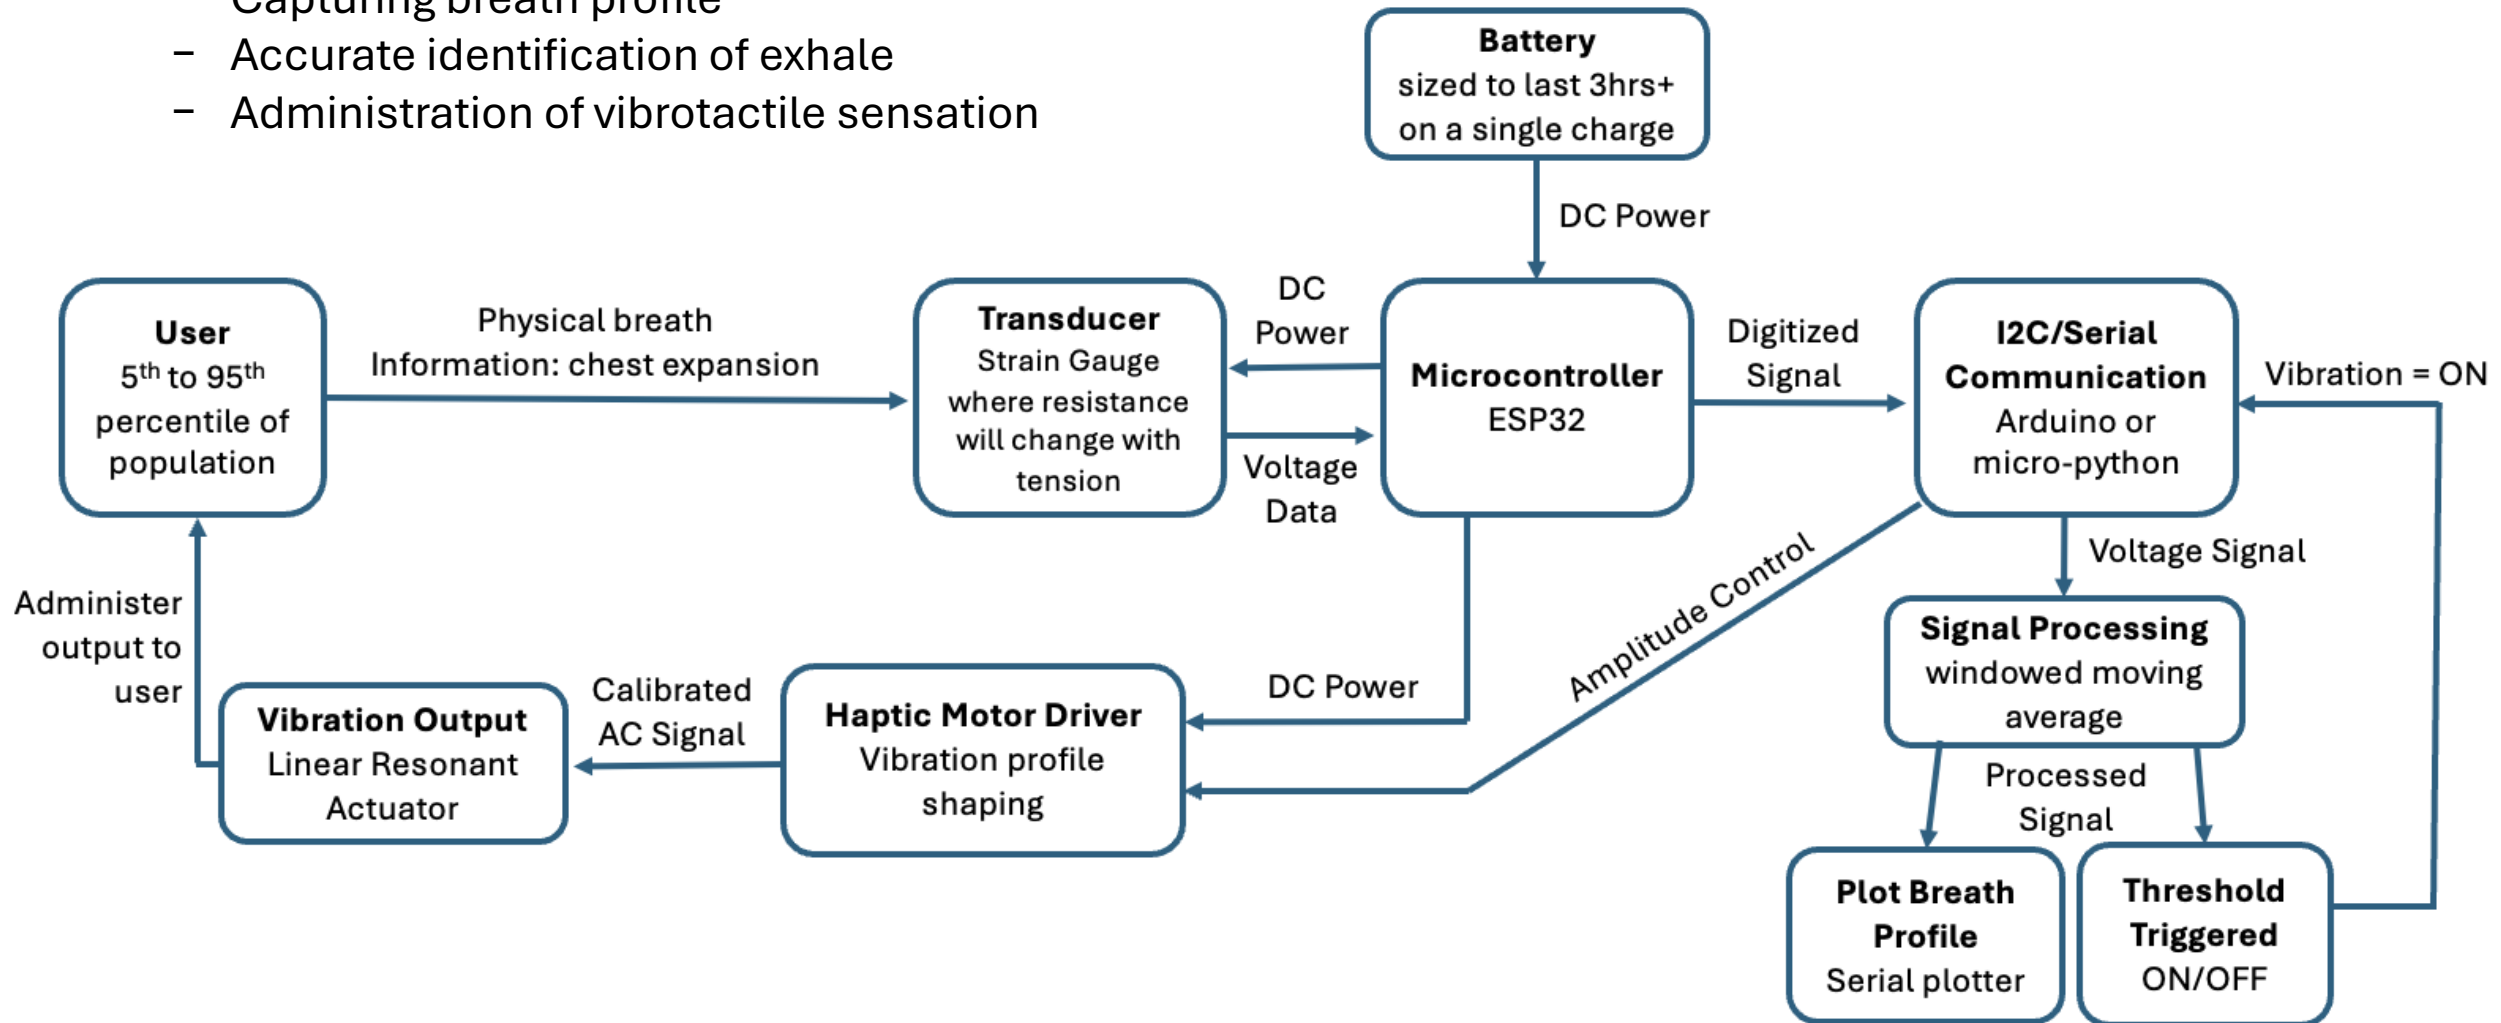 Capturing breath profile
− Accurate identification of exhale
− Administration of vibrotactile sensation
Battery
sized to last 3hrs+
on a single charge
DC Power
User
5th to 95th
percentile of
population
Physical breath
Information: chest expansion
Transducer
Strain Gauge
where resistance
will change with
tension
DC
Power
Voltage
Data
Microcontroller
ESP32
Digitized
Signal
I2C/Serial
Communication
Arduino or
micro-python
Vibration = ON
Voltage Signal
Amplitude Control
Signal Processing
windowed moving
average
Processed
Signal
Plot Breath
Profile
Serial plotter
Threshold
Triggered
ON/OFF
DC Power
Haptic Motor Driver
Vibration profile
shaping
Calibrated
AC Signal
Vibration Output
Linear Resonant
Actuator
Administer
output to
user